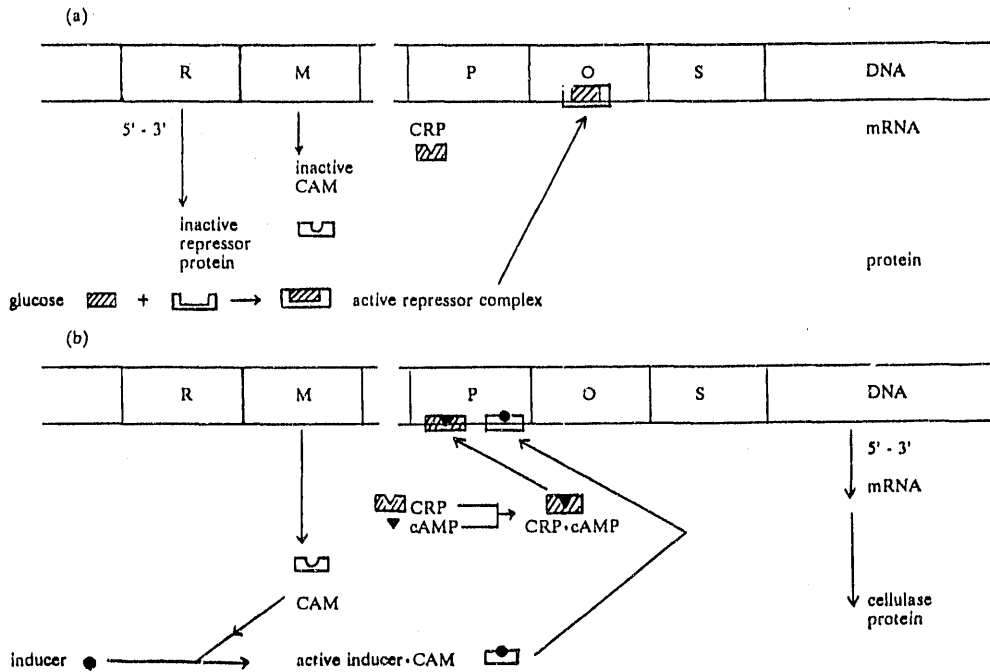 (a)
R M P O S DNA
5' - 3' CRP mRNA
inactive
CAM
inactive
repressor
protein
protein
glucose + active repressor complex
(b)
R M P O S DNA
5' - 3'
mRNA
CRP
cAMP CRP·cAMP
CAM
cellulase
protein
inducer active inducer·CAM